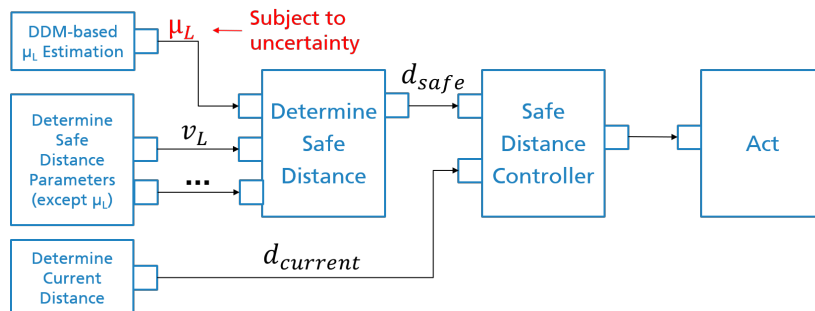 DDM-based
μL Estimation
μL
Subject to
uncertainty
Determine
Safe
Distance
Parameters
(except μL)
vL
...
Determine
Safe
Distance
dsafe
Safe
Distance
Controller
Act
Determine
Current
Distance
dcurrent